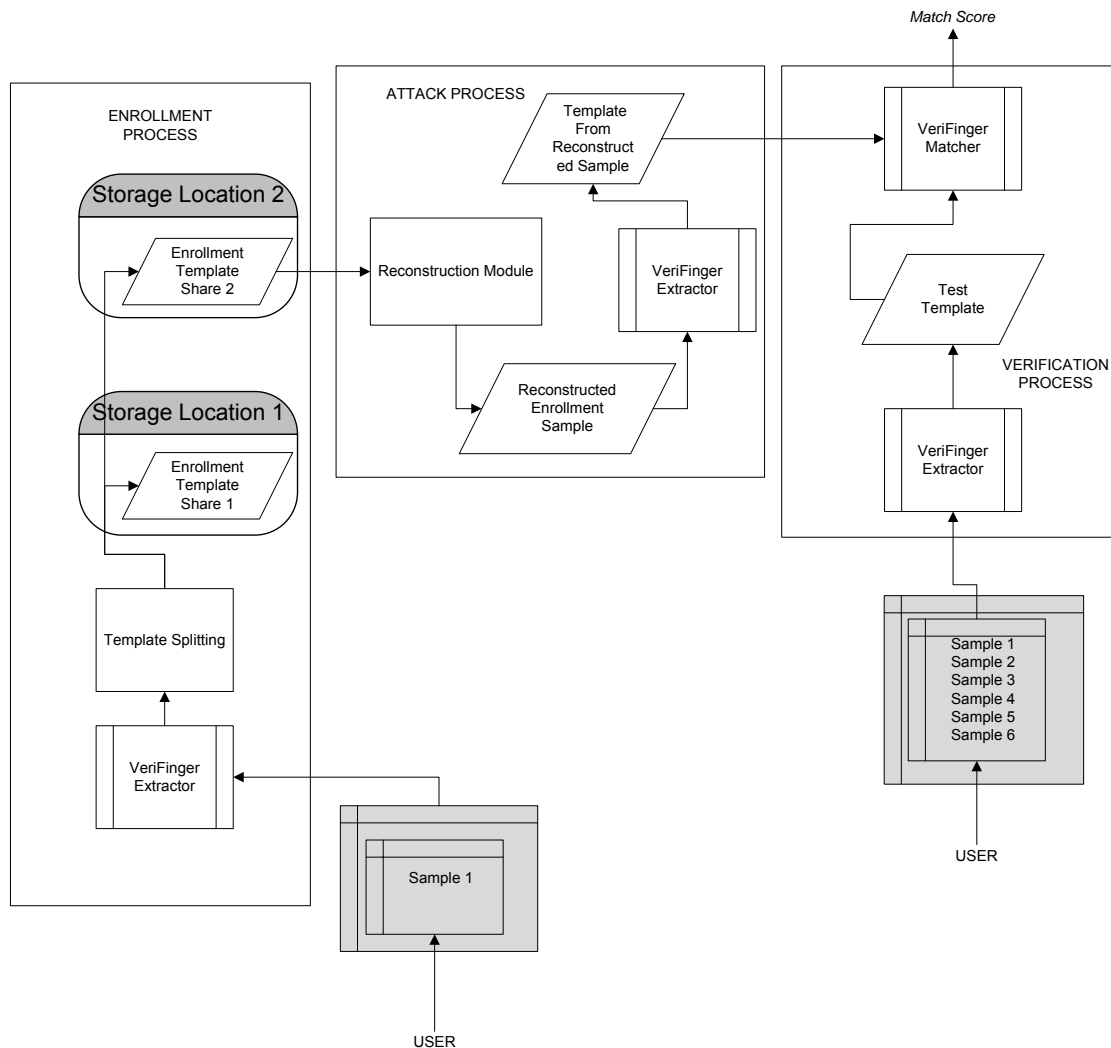 Match Score
ENROLLMENT
PROCESS
Storage Location 2
Enrollment
Template
Share 2
Storage Location 1
Enrollment
Template
Share 1
Template Splitting
VeriFinger
Extractor
Sample 1
USER
ATTACK PROCESS
Template
From
Reconstruct
ed Sample
Reconstruction Module
VeriFinger
Extractor
Reconstructed
Enrollment
Sample
VeriFinger
Matcher
Test
Template
VERIFICATION
PROCESS
VeriFinger
Extractor
Sample 1
Sample 2
Sample 3
Sample 4
Sample 5
Sample 6
USER